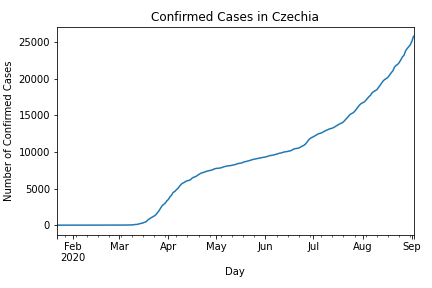 Confirmed Cases in Czechia
Number of Confirmed Cases
25000
20000
15000
10000
5000
0
Feb Mar Apr May Jun Jul Aug Sep
2020
Day